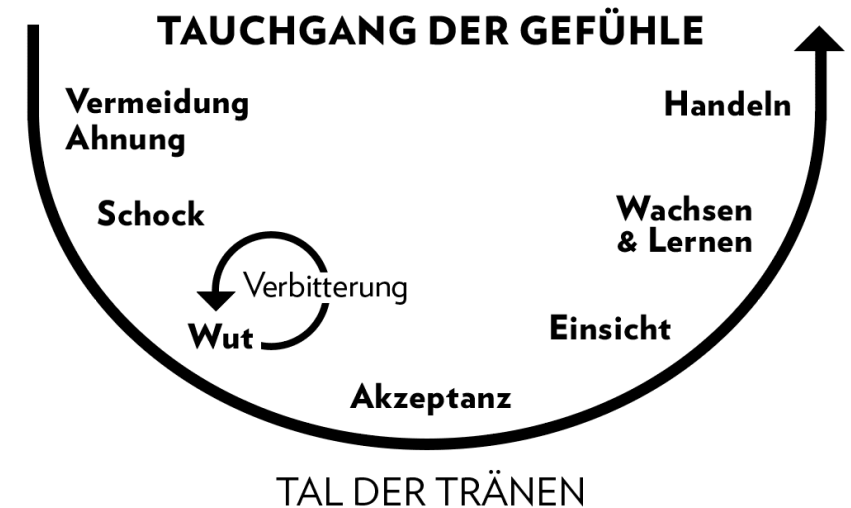 TAUCHGANG DER GEFÜHLE
Vermeidung
Ahnung
Schock
Verbitterung
Wut
Akzeptanz
Einsicht
Wachsen
& Lernen
Handeln
TAL DER TRÄNEN